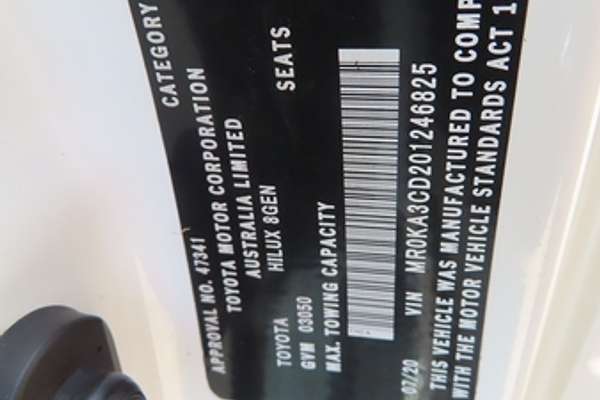 CATEGORY
APPROVAL NO. 47341
TOYOTA MOTOR CORPORATION
AUSTRALIA LIMITED
HILUX 8GEN
TOYOTA SEATS
GVM 03050
MAX. TOWING CAPACITY
07/20 VIN MR0KA3CD201246825
THIS VEHICLE WAS MANUFACTURED TO COMP
WITH THE MOTOR VEHICLE STANDARDS ACT 1